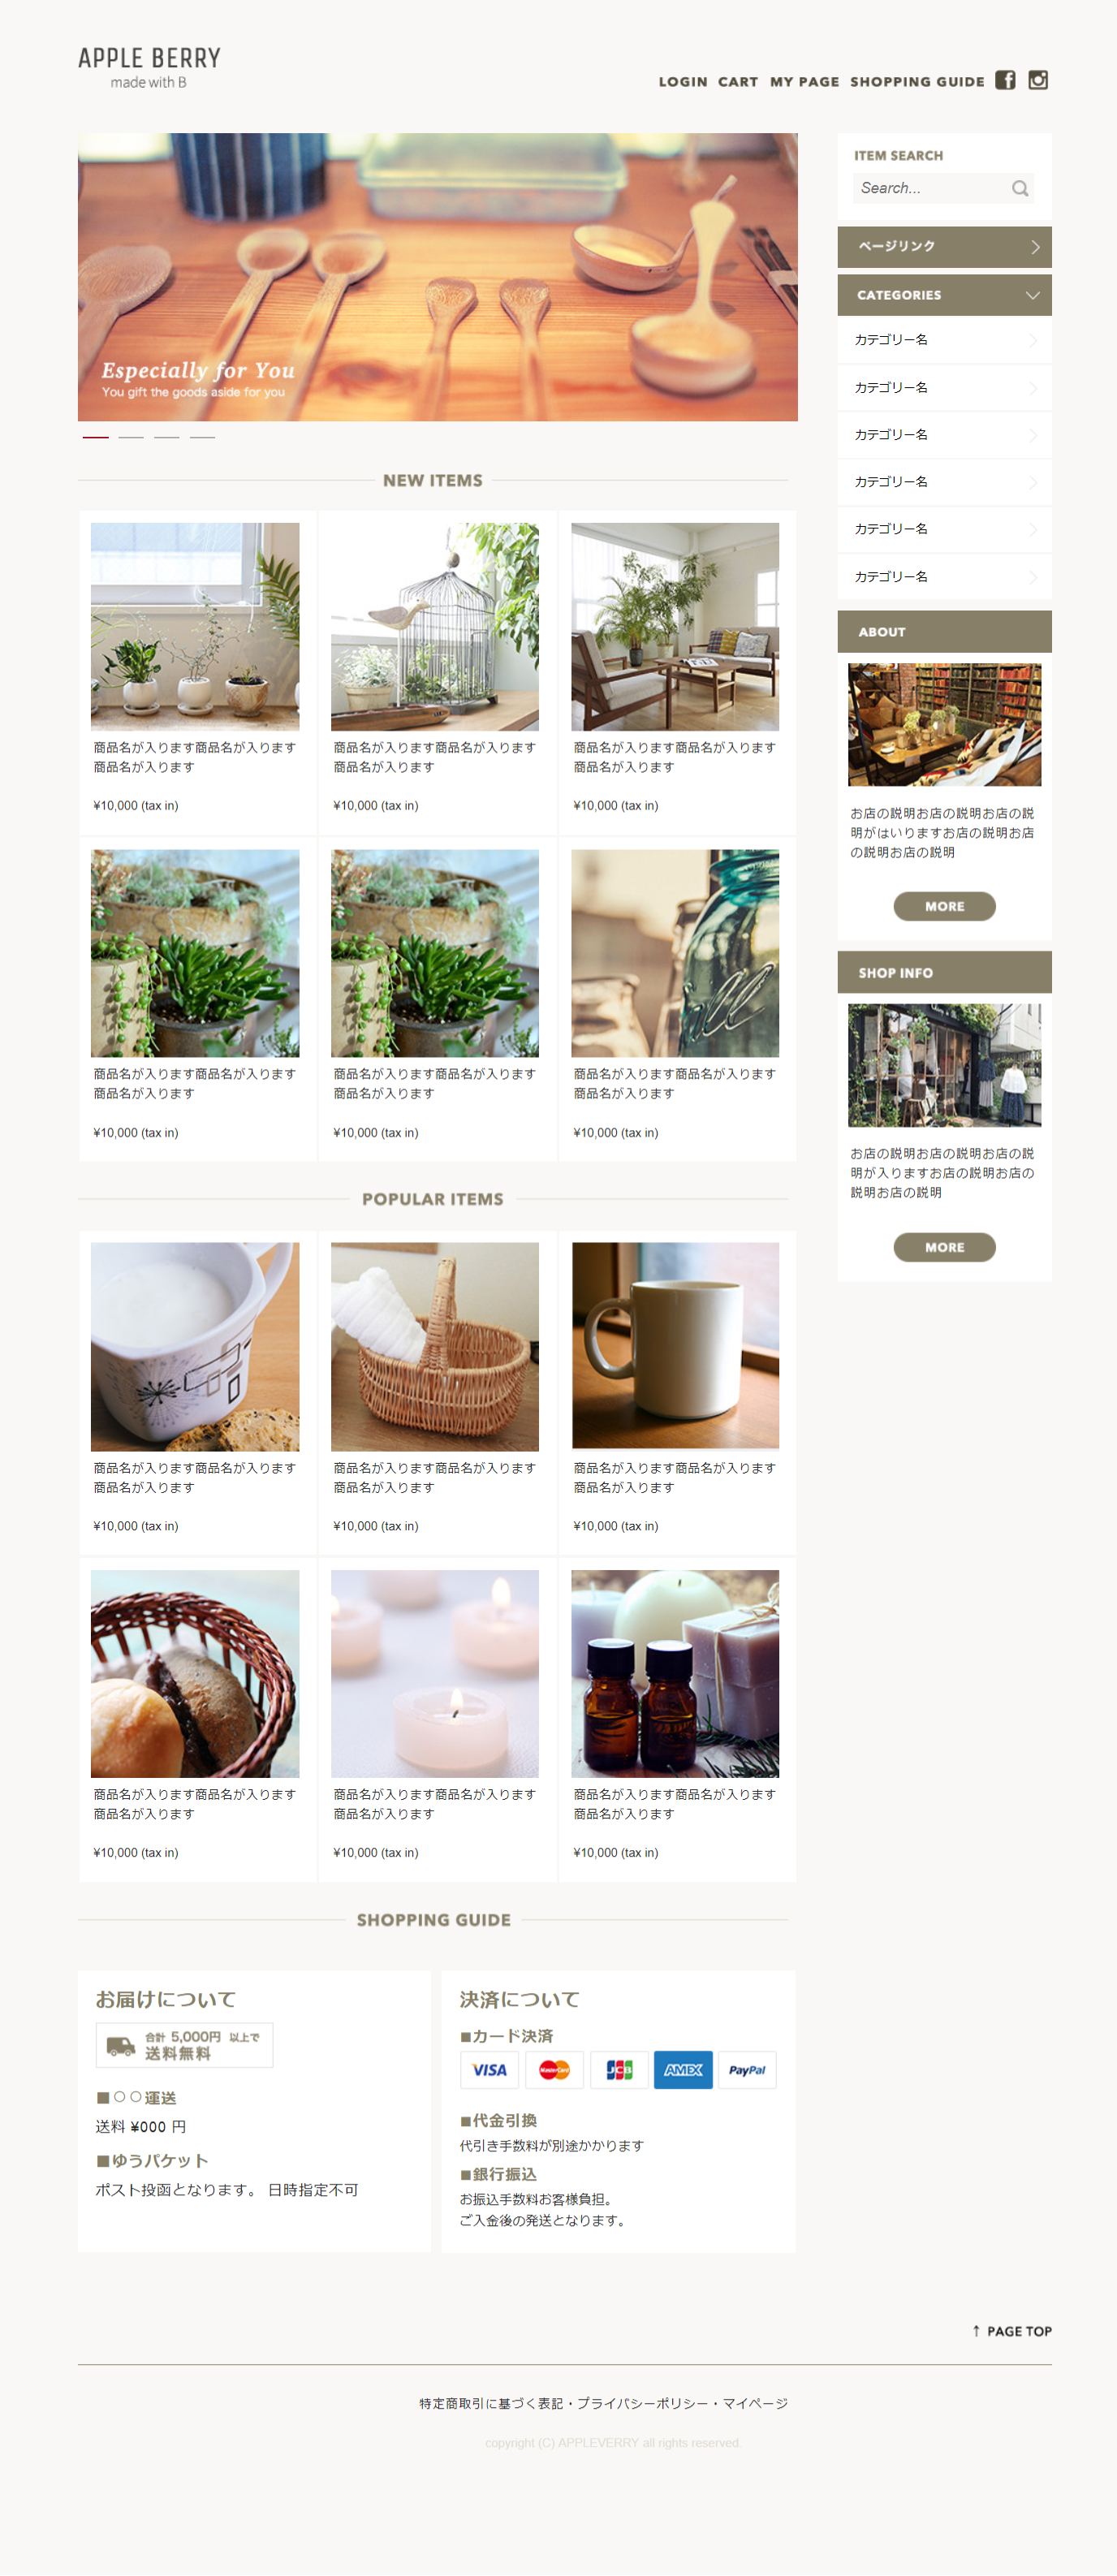 APPLE BERRY
made with B
LOGIN CART MY PAGE SHOPPING GUIDE
Especially for You
You gift the goods aside for you
NEW ITEMS
商品名が入ります商品名が入ります
商品名が入ります
¥10,000 (tax in)
商品名が入ります商品名が入ります
商品名が入ります
¥10,000 (tax in)
商品名が入ります商品名が入ります
商品名が入ります
¥10,000 (tax in)
商品名が入ります商品名が入ります
商品名が入ります
¥10,000 (tax in)
商品名が入ります商品名が入ります
商品名が入ります
¥10,000 (tax in)
商品名が入ります商品名が入ります
商品名が入ります
¥10,000 (tax in)
POPULAR ITEMS
商品名が入ります商品名が入ります
商品名が入ります
¥10,000 (tax in)
商品名が入ります商品名が入ります
商品名が入ります
¥10,000 (tax in)
商品名が入ります商品名が入ります
商品名が入ります
¥10,000 (tax in)
商品名が入ります商品名が入ります
商品名が入ります
¥10,000 (tax in)
商品名が入ります商品名が入ります
商品名が入ります
¥10,000 (tax in)
商品名が入ります商品名が入ります
商品名が入ります
¥10,000 (tax in)
SHOPPING GUIDE
お届けについて
合計 5,000円 以上で
送料無料
■○○運送
送料 ¥000 円
■ゆうパケット
ポスト投函となります。 日時指定不可
決済について
■カード決済
VISA MasterCard JCB AMEX PayPal
■代金引換
代引き手数料が別途かかります
■銀行振込
お振込手数料お客様負担。
ご入金後の発送となります。
ITEM SEARCH
Search...
ページリンク
CATEGORIES
カテゴリー名
カテゴリー名
カテゴリー名
カテゴリー名
カテゴリー名
カテゴリー名
ABOUT
お店の説明お店の説明お店の説
明がはいりますお店の説明お店
の説明お店の説明
MORE
SHOP INFO
お店の説明お店の説明お店の説
明が入りますお店の説明お店の
説明お店の説明
MORE
↑ PAGE TOP
特定商取引に基づく表記・プライバシーポリシー・マイページ
copyright (C) APPLEVERRY all rights reserved.